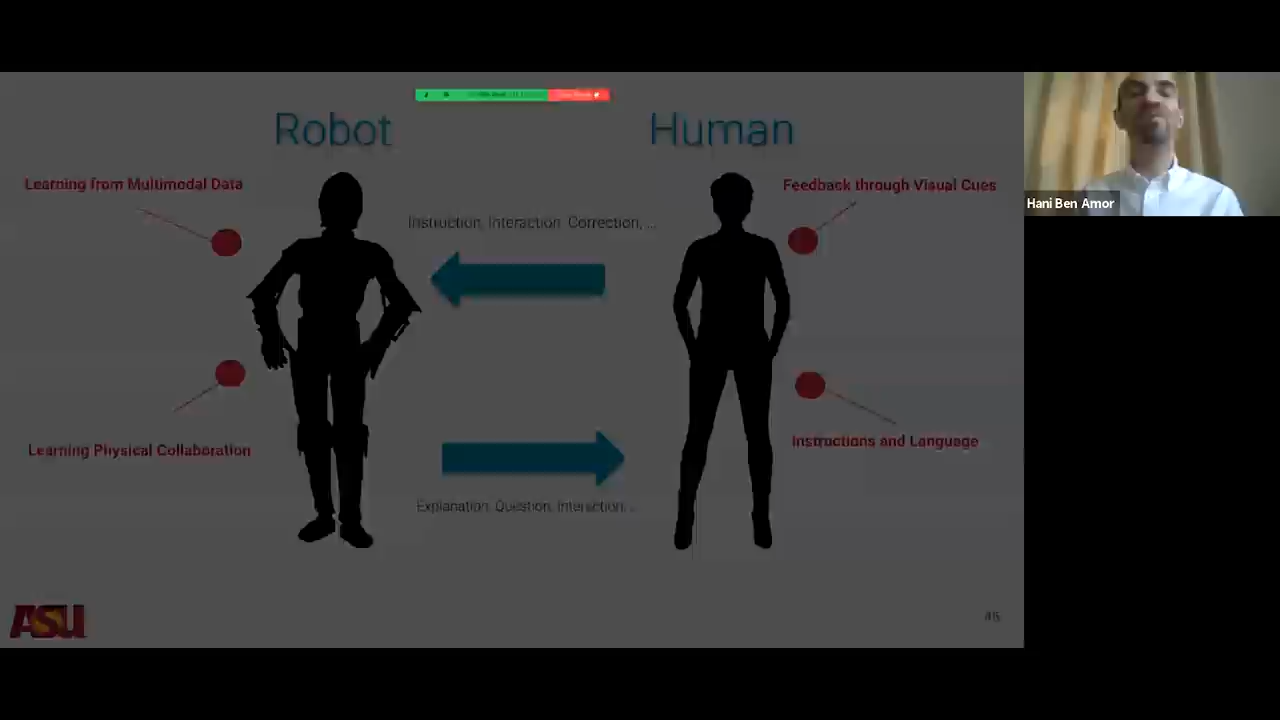 Robot
Human
Learning from Multimodal Data
Feedback through Visual Cues
Hani Ben Amor
Instruction, Interaction, Correction, ...
Instructions and Language
Learning Physical Collaboration
Explanation, Question, Interaction, ..
ASU